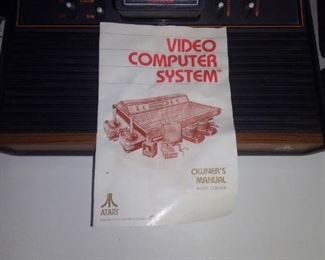 VIDEO
COMPUTER
SYSTEM™
OWNER'S
MANUAL
ATARI